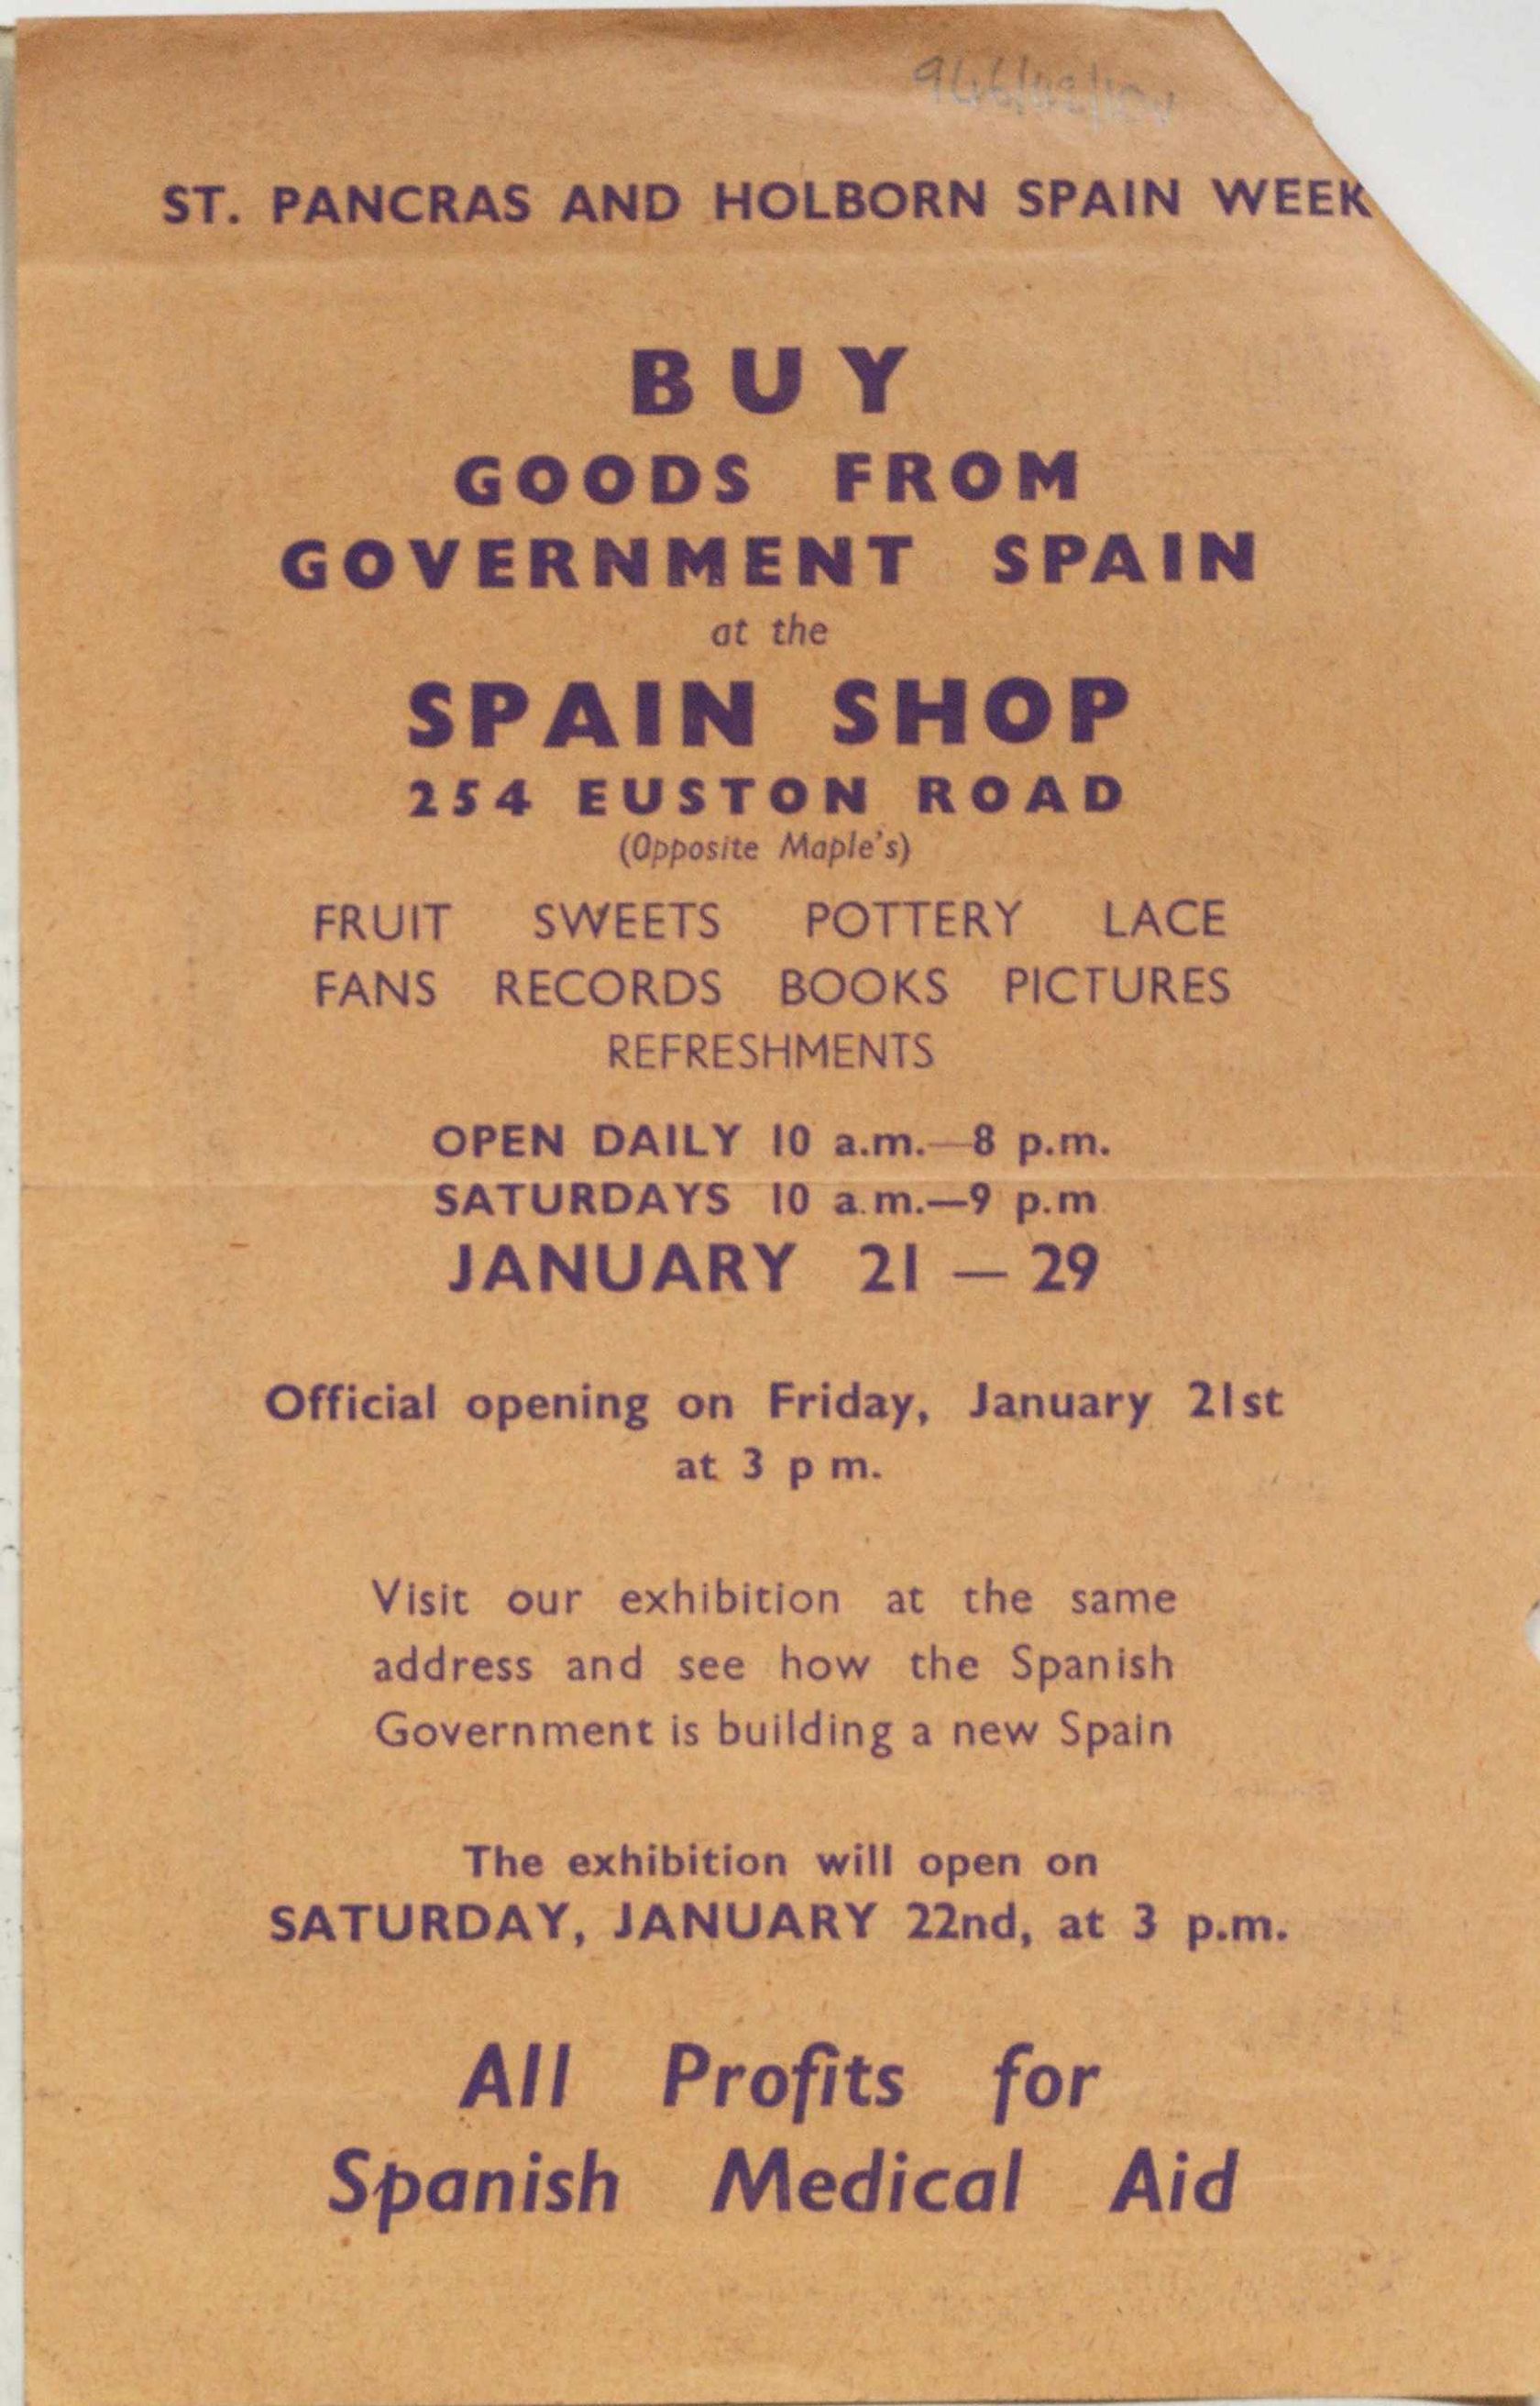 ST. PANCRAS AND HOLBORN SPAIN WEEK
BUY
GOODS FROM
GOVERNMENT SPAIN
at the
SPAIN SHOP
254 EUSTON ROAD
(Opposite Maple's)
FRUIT SWEETS POTTERY LACE
FANS RECORDS BOOKS PICTURES
REFRESHMENTS
OPEN DAILY 10 a.m.—8 p.m.
SATURDAYS 10 a.m.—9 p.m
JANUARY 21 — 29
Official opening on Friday, January 21st
at 3 p m.
Visit our exhibition at the same
address and see how the Spanish
Government is building a new Spain
The exhibition will open on
SATURDAY, JANUARY 22nd, at 3 p.m.
All Profits for
Spanish Medical Aid